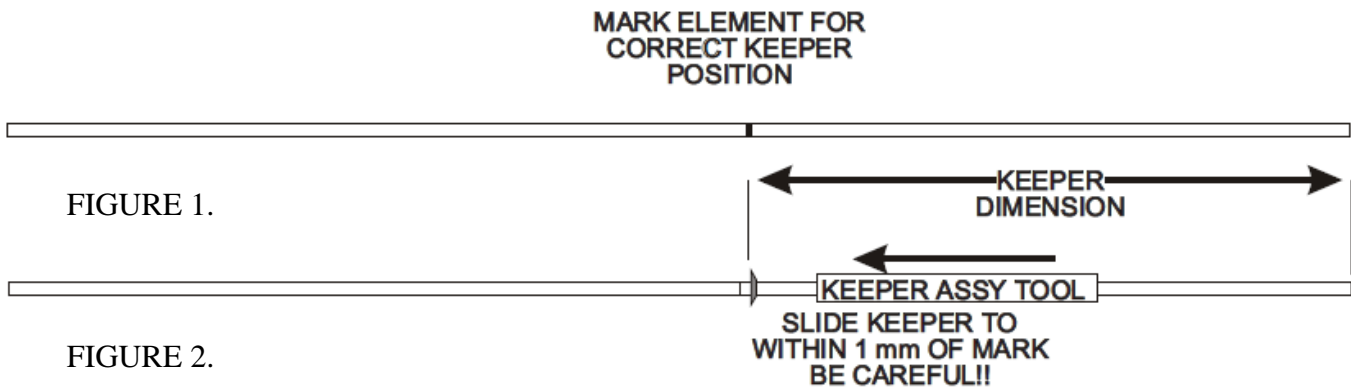 MARK ELEMENT FOR
CORRECT KEEPER
POSITION
FIGURE 1.
KEEPER
DIMENSION
KEEPER ASSY TOOL
SLIDE KEEPER TO
WITHIN 1 mm OF MARK
BE CAREFUL!!
FIGURE 2.